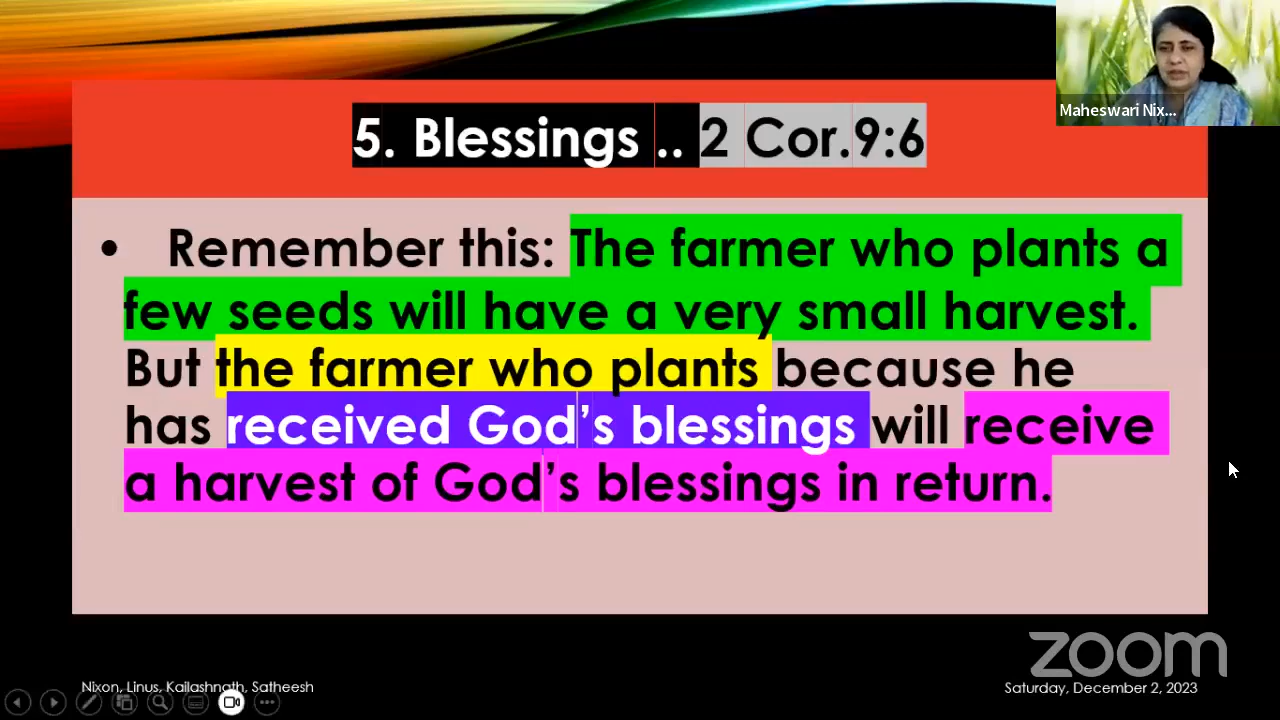 Maheswari Nix...
5. Blessings .. 2 Cor.9:6
• Remember this: The farmer who plants a
few seeds will have a very small harvest.
But the farmer who plants because he
has received God’s blessings will receive
a harvest of God’s blessings in return.
zoom
Nixon, Linus, Kailashnath, Satheesh
Saturday, December 2, 2023